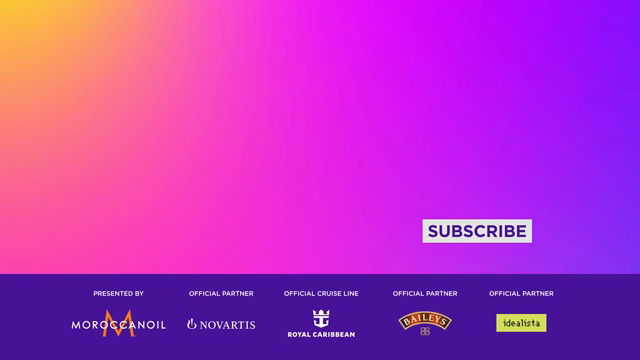 SUBSCRIBE
PRESENTED BY
MOROCCANOIL
OFFICIAL PARTNER
NOVARTIS
OFFICIAL CRUISE LINE
ROYAL CARIBBEAN
OFFICIAL PARTNER
BAILEYS
OFFICIAL PARTNER
idealista